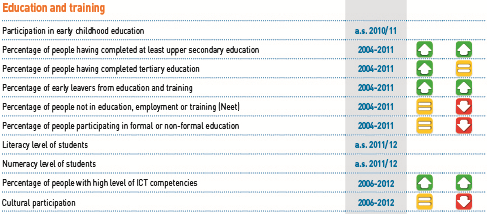 Education and training
Participation in early childhood education a.s. 2010/11
Percentage of people having completed at least upper secondary education 2004-2011
Percentage of people having completed tertiary education 2004-2011
Percentage of early leavers from education and training 2004-2011
Percentage of people not in education, employment or training (Neet) 2004-2011
Percentage of people participating in formal or non-formal education 2004-2011
Literacy level of students a.s. 2011/12
Numeracy level of students a.s. 2011/12
Percentage of people with high level of ICT competencies 2006-2012
Cultural participation 2006-2012